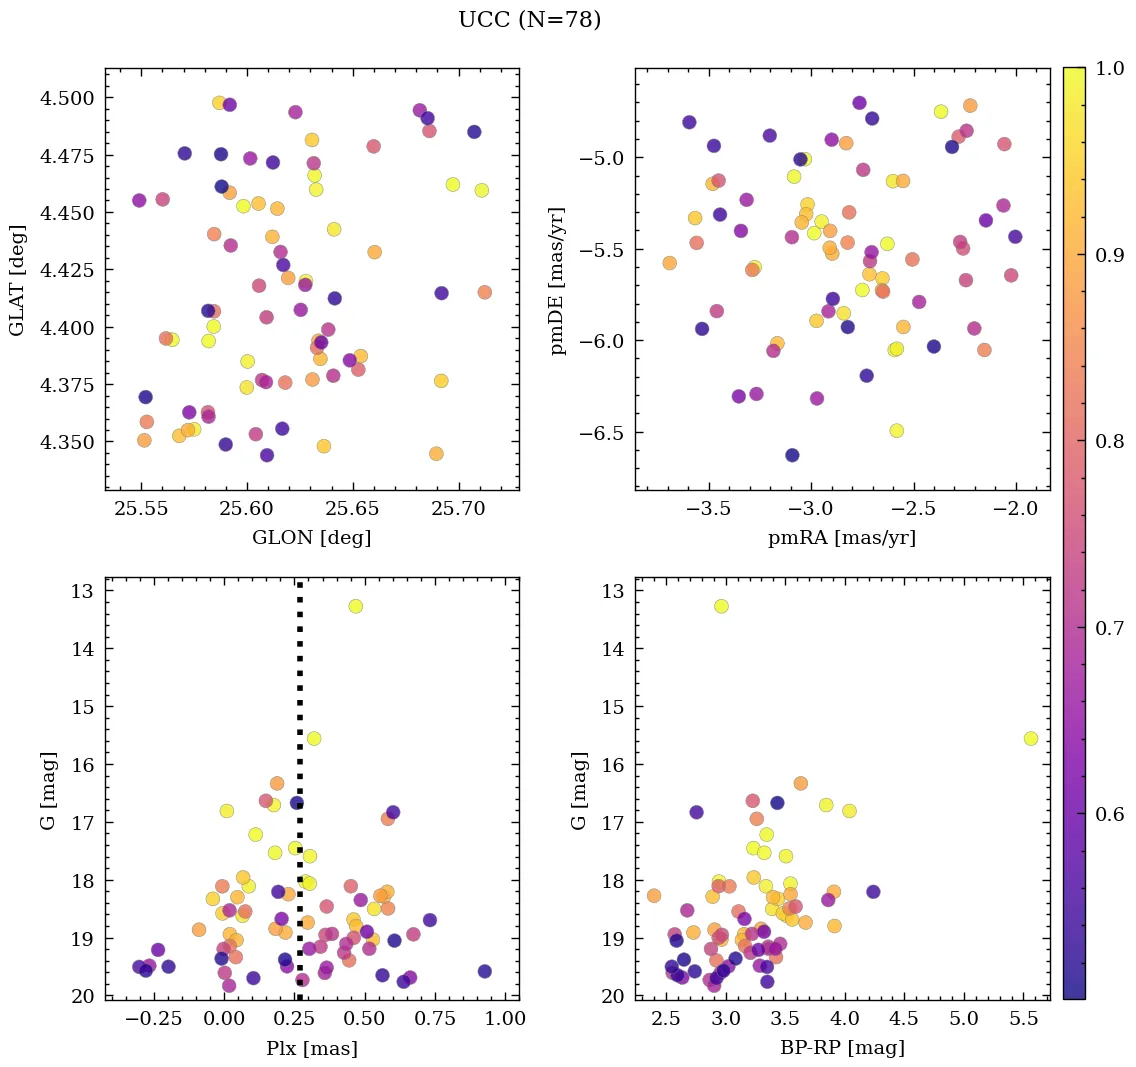 UCC (N=78)
4.500
4.475
4.450
4.425
4.400
4.375
4.350
GLAT [deg]
25.55 25.60 25.65 25.70
GLON [deg]
−5.0
−5.5
−6.0
−6.5
pmDE [mas/yr]
−3.5 −3.0 −2.5 −2.0
pmRA [mas/yr]
13
14
15
16
17
18
19
20
G [mag]
−0.25 0.00 0.25 0.50 0.75 1.00
Plx [mas]
13
14
15
16
17
18
19
20
G [mag]
2.5 3.0 3.5 4.0 4.5 5.0 5.5
BP-RP [mag]
1.0
0.9
0.8
0.7
0.6